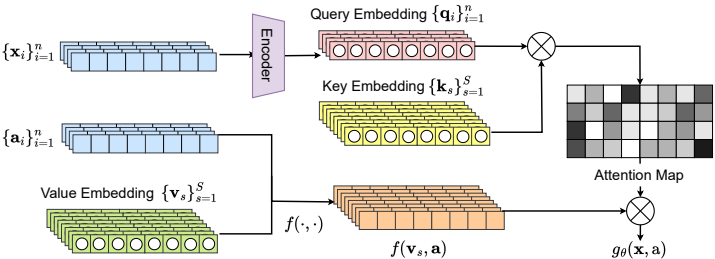 Query Embedding {q_i}_{i=1}^n
{x_i}_{i=1}^n
Encoder
Key Embedding {k_s}_{s=1}^S
{a_i}_{i=1}^n
Attention Map
Value Embedding {v_s}_{s=1}^S
f(·,·)
f(v_s, a)
g_θ(x, a)